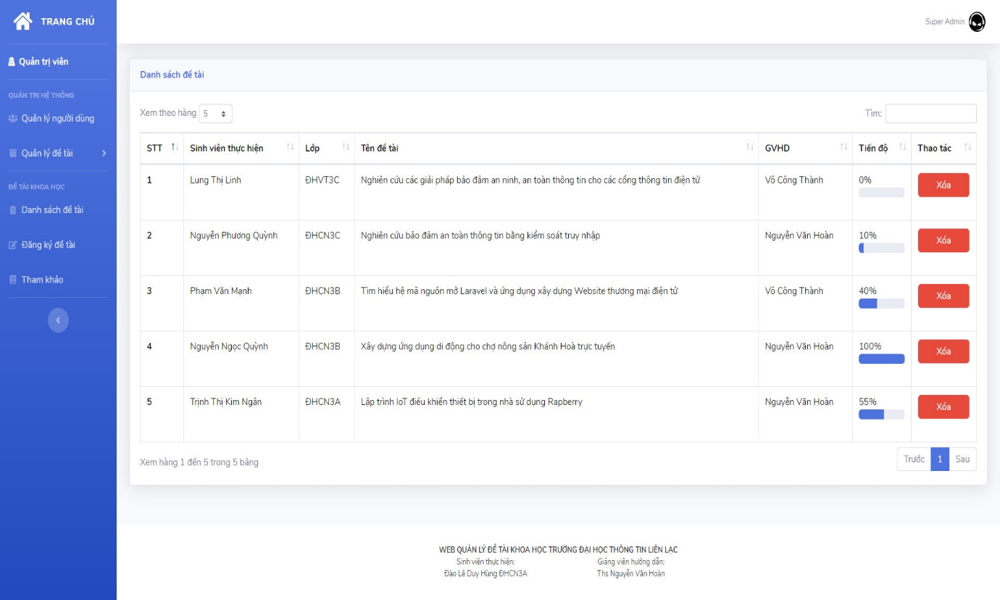 TRANG CHỦ
Super Admin
Quản trị viên
QUẢN TRỊ HỆ THỐNG
Quản lý người dùng
Quản lý đề tài
ĐỀ TÀI KHOA HỌC
Danh sách đề tài
Đăng ký đề tài
Tham khảo
Danh sách đề tài
Xem theo hàng 5 Tìm:
STT Sinh viên thực hiện Lớp Tên đề tài GVHD Tiến độ Thao tác
1 Lung Thị Linh ĐHVT3C Nghiên cứu các giải pháp bảo đảm an ninh, an toàn thông tin cho các cổng thông tin điện tử Võ Công Thành 0% Xóa
2 Nguyễn Phương Quỳnh ĐHCN3C Nghiên cứu bảo đảm an toàn thông tin bằng kiểm soát truy nhập Nguyễn Văn Hoàn 10% Xóa
3 Phạm Văn Mạnh ĐHCN3B Tìm hiểu hệ mã nguồn mở Laravel và ứng dụng xây dựng Website thương mại điện tử Võ Công Thành 40% Xóa
4 Nguyễn Ngọc Quỳnh ĐHCN3B Xây dựng ứng dụng di động cho chợ nông sản Khánh Hoà trực tuyến Nguyễn Văn Hoàn 100% Xóa
5 Trịnh Thị Kim Ngân ĐHCN3A Lập trình IoT điều khiển thiết bị trong nhà sử dụng Rapberry Nguyễn Văn Hoàn 55% Xóa
Xem hàng 1 đến 5 trong 5 bảng Trước 1 Sau
WEB QUẢN LÝ ĐỀ TÀI KHOA HỌC TRƯỜNG ĐẠI HỌC THÔNG TIN LIÊN LẠC
Sinh viên thực hiện: Giảng viên hướng dẫn:
Đào Lê Duy Hùng ĐHCN3A Ths Nguyễn Văn Hoàn